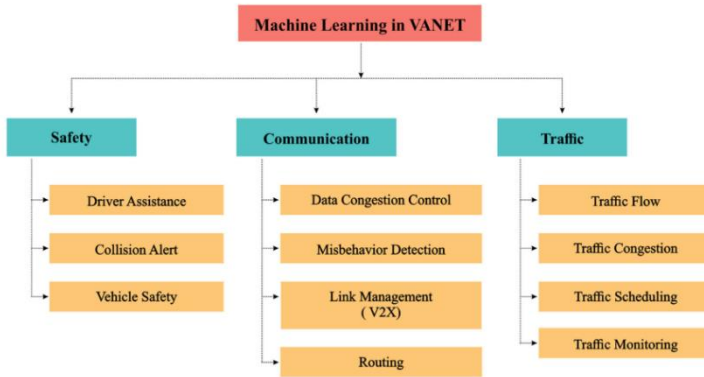 Machine Learning in VANET
Safety
Driver Assistance
Collision Alert
Vehicle Safety
Communication
Data Congestion Control
Misbehavior Detection
Link Management
( V2X)
Routing
Traffic
Traffic Flow
Traffic Congestion
Traffic Scheduling
Traffic Monitoring